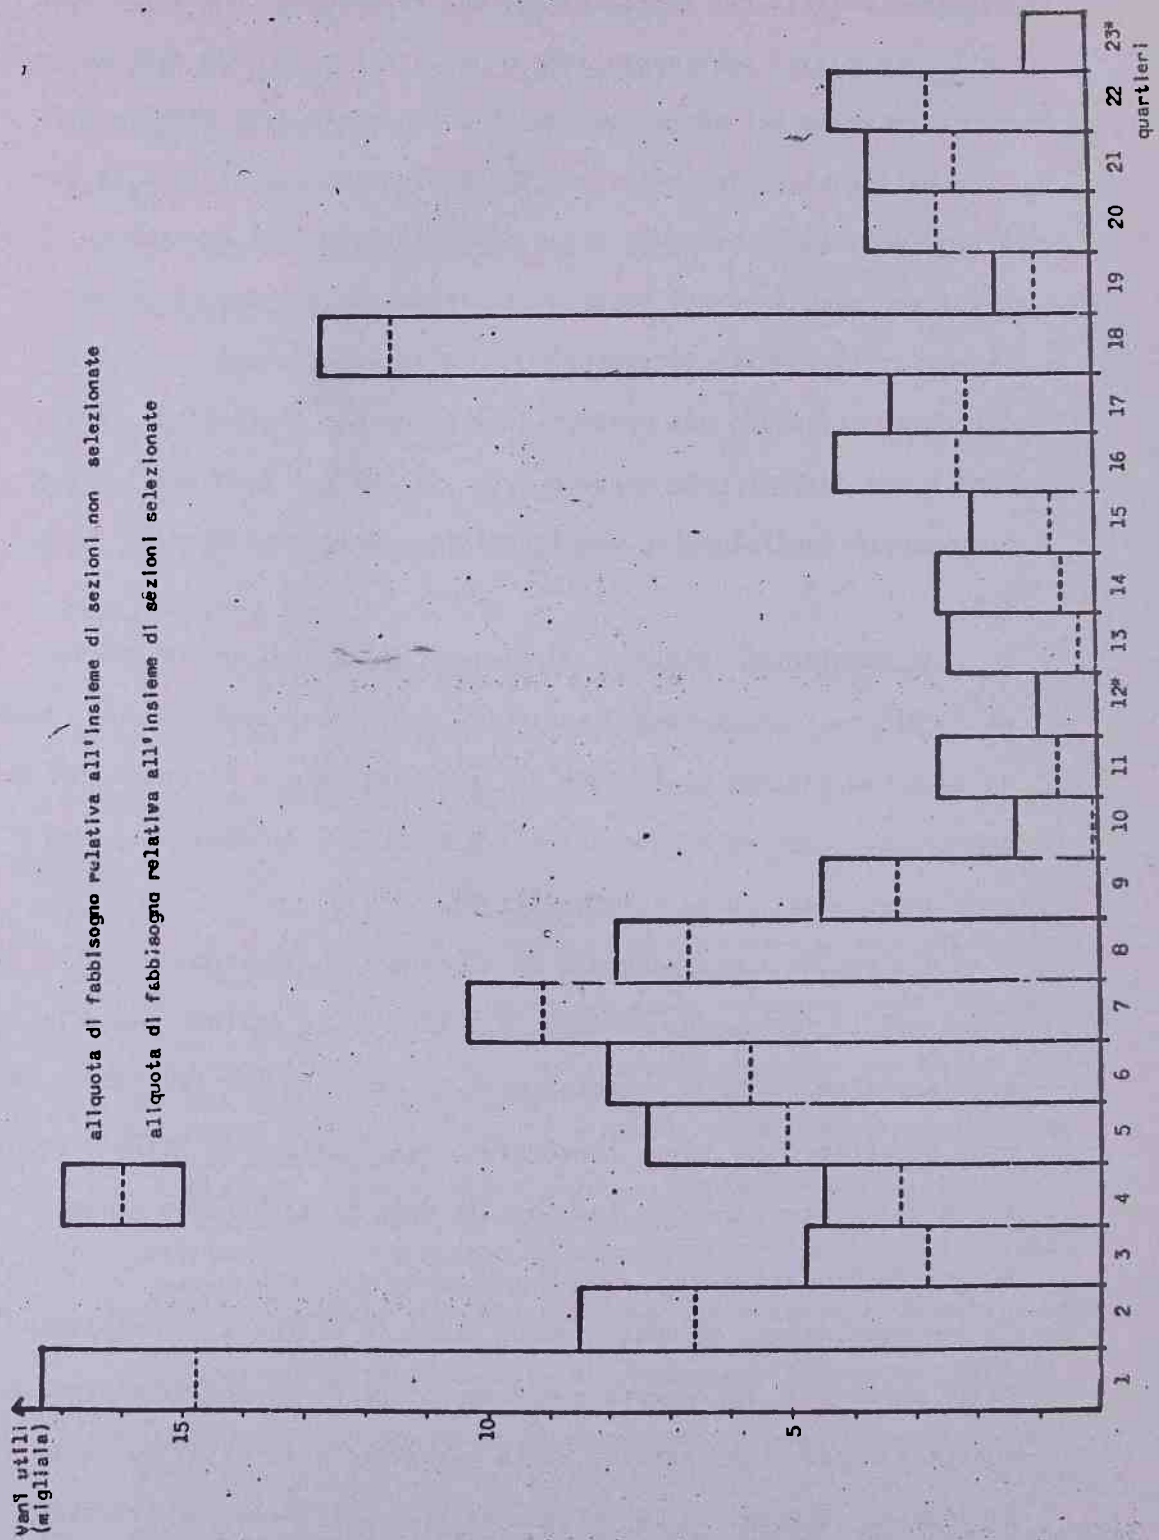 vani utili
(migliaia)
aliquota di fabbisogno relativa all'insieme di sezioni non selezionate
aliquota di fabbisogno relativa all'insieme di sezioni selezionate
15
10
5
1 2 3 4 5 6 7 8 9 10 11 12* 13 14 15 16 17 18 19 20 21 22 23*
quartieri